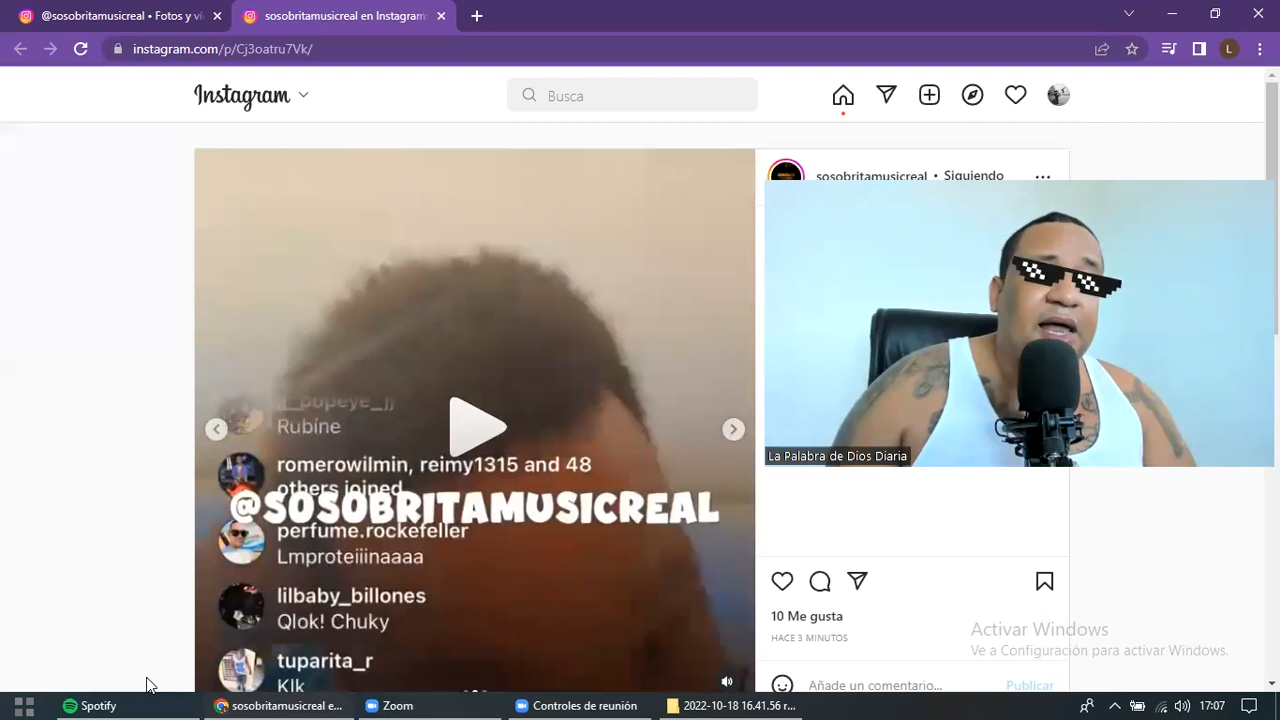 @sosobritamusicreal • Fotos y vi
sosobritamusicreal en Instagram:
instagram.com/p/Cj3oatru7Vk/
L
Instagram
Busca
sosobritamusicreal • Siguiendo
j_popeye_jj
Rubíne
romerowilmin, reimy1315 and 48
others joined
@SOSOBRITAMUSICREAL
perfume.rockefeller
Lmproteiiinaaaa
lilbaby_billones
Qlok! Chuky
tuparita_r
Klk
La Palabra de Dios Diaria
10 Me gusta
HACE 3 MINUTOS
Añade un comentario...
Publicar
Activar Windows
Ve a Configuración para activar Windows.
Spotify
sosobritamusicreal e...
Zoom
Controles de reunión
2022-10-18 16.41.56 r...
17:07